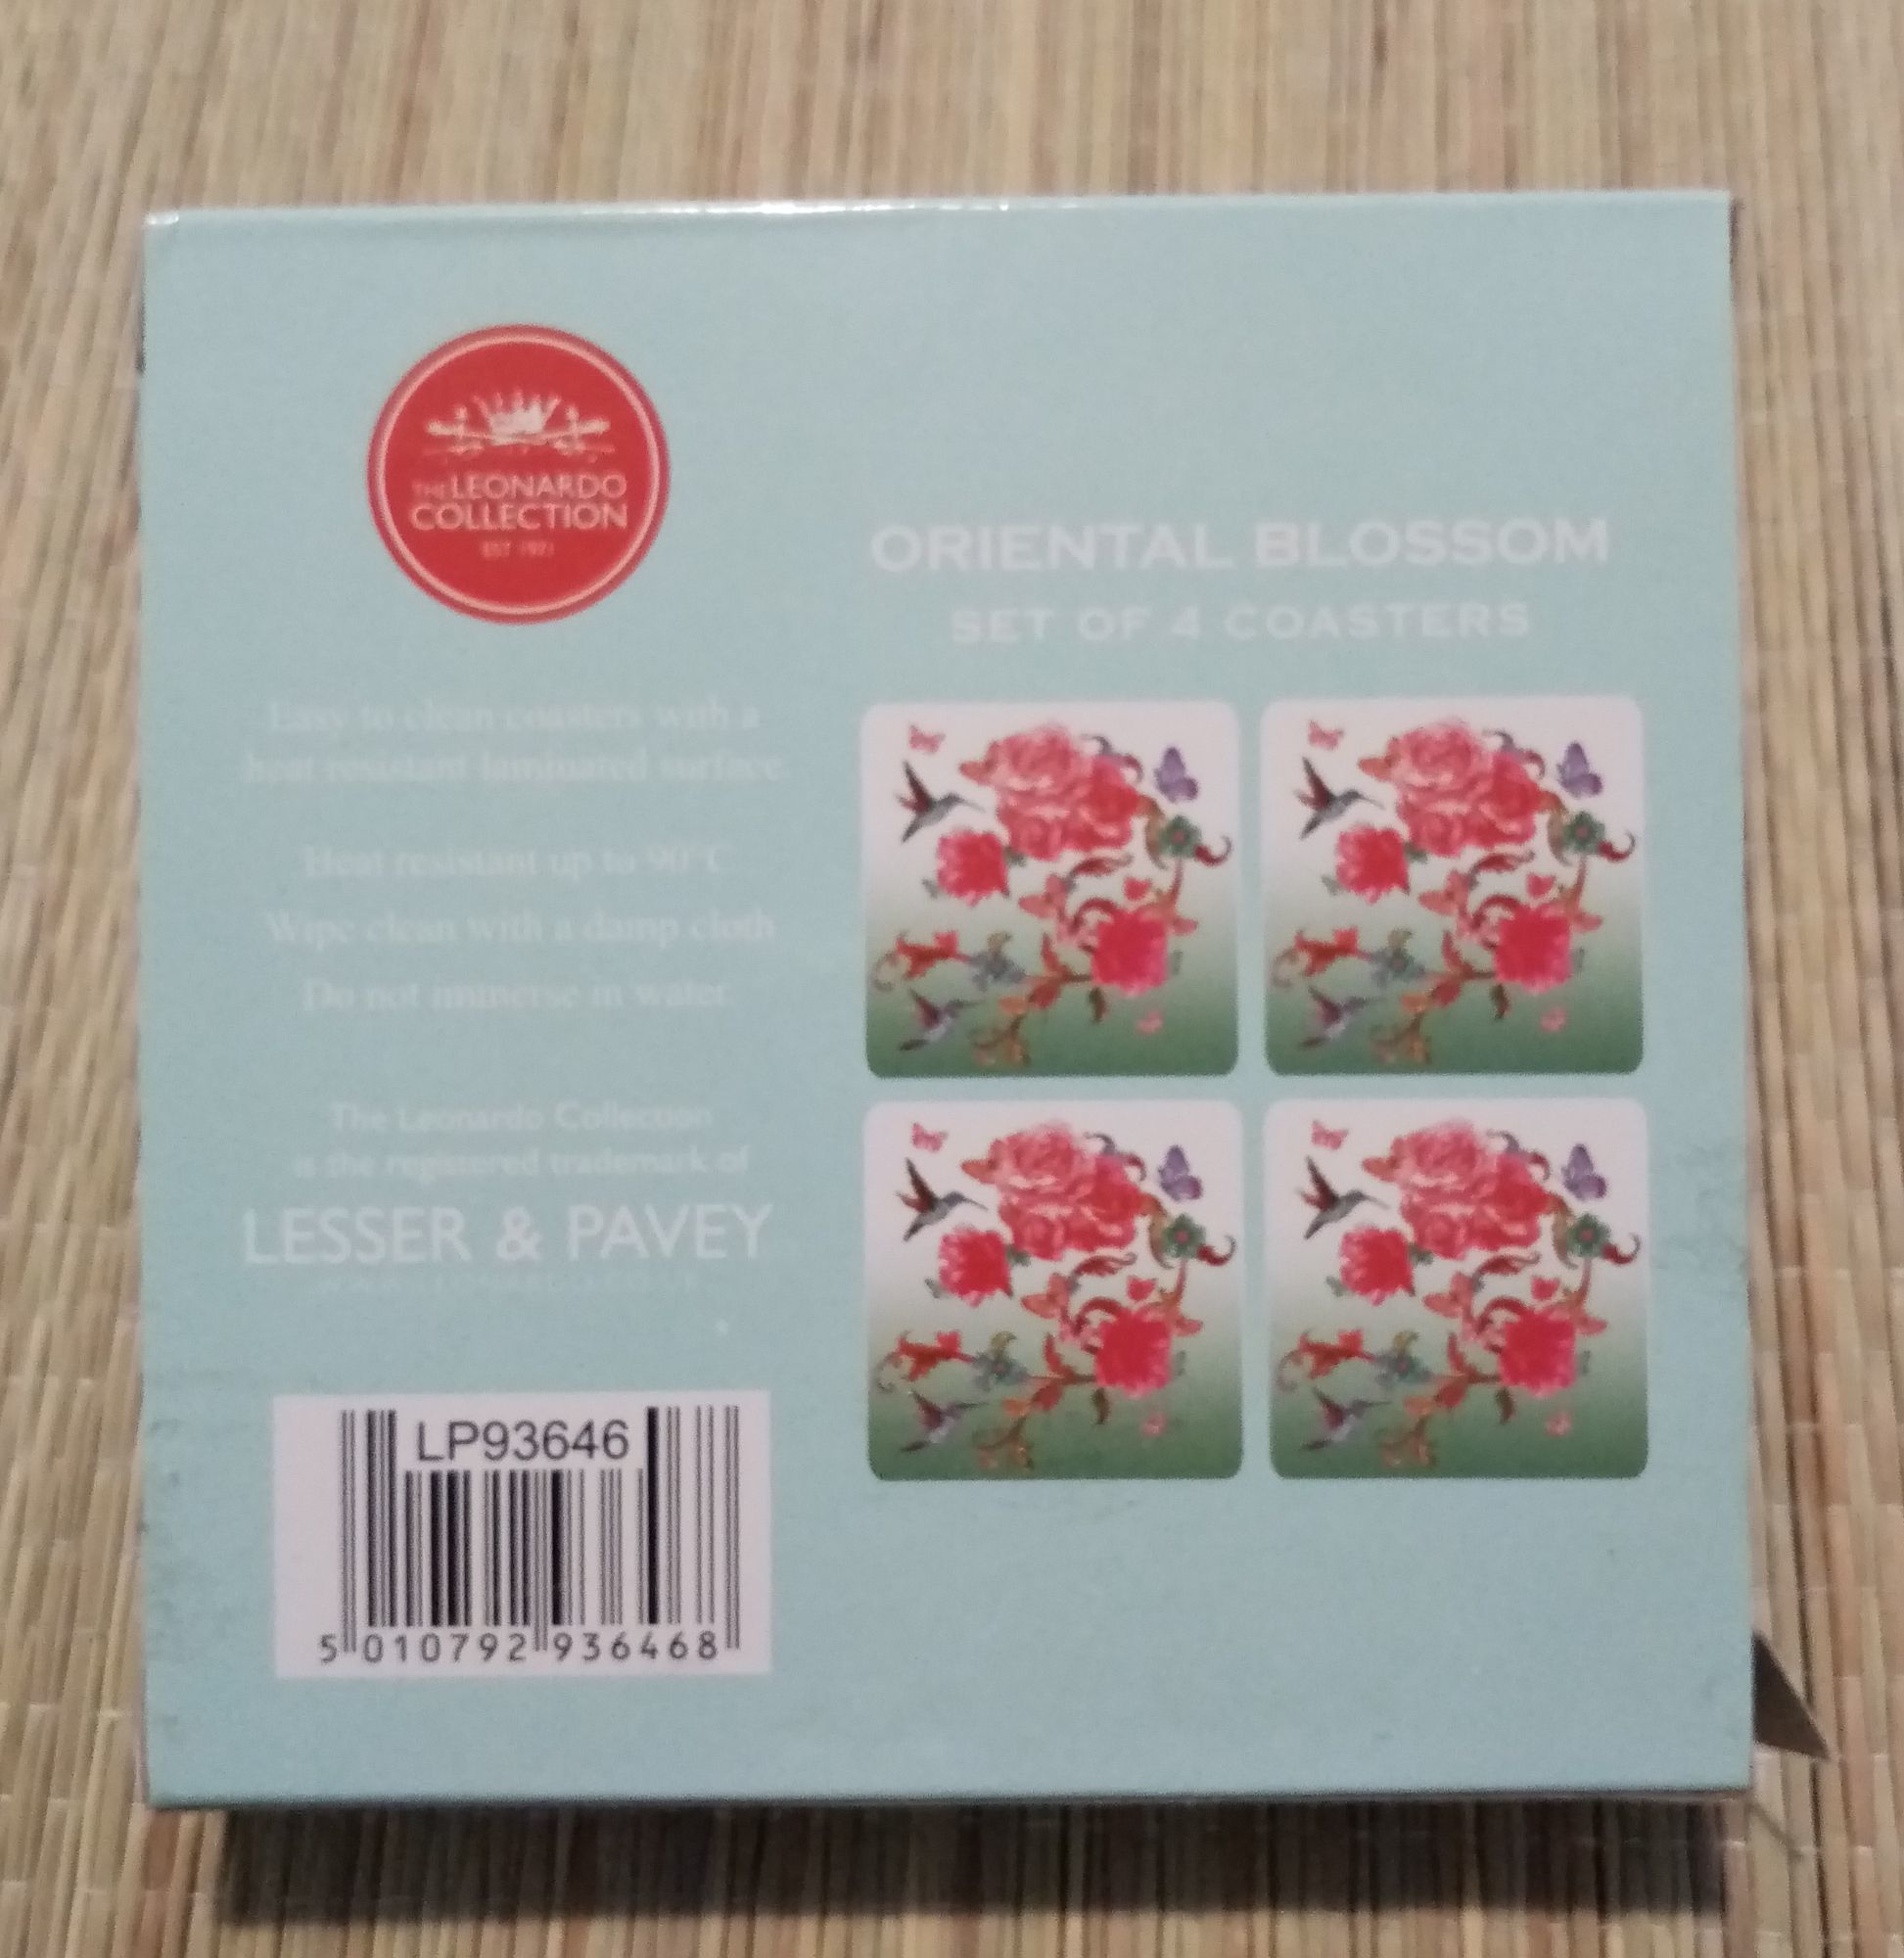 THE LEONARDO
COLLECTION
EST 1921
Easy to clean coasters with a
heat resistant laminated surface
Heat resistant up to 90°C
Wipe clean with a damp cloth
Do not immerse in water
The Leonardo Collection
is the registered trademark of
LESSER & PAVEY
LP93646
5 010792 936468
ORIENTAL BLOSSOM
SET OF 4 COASTERS